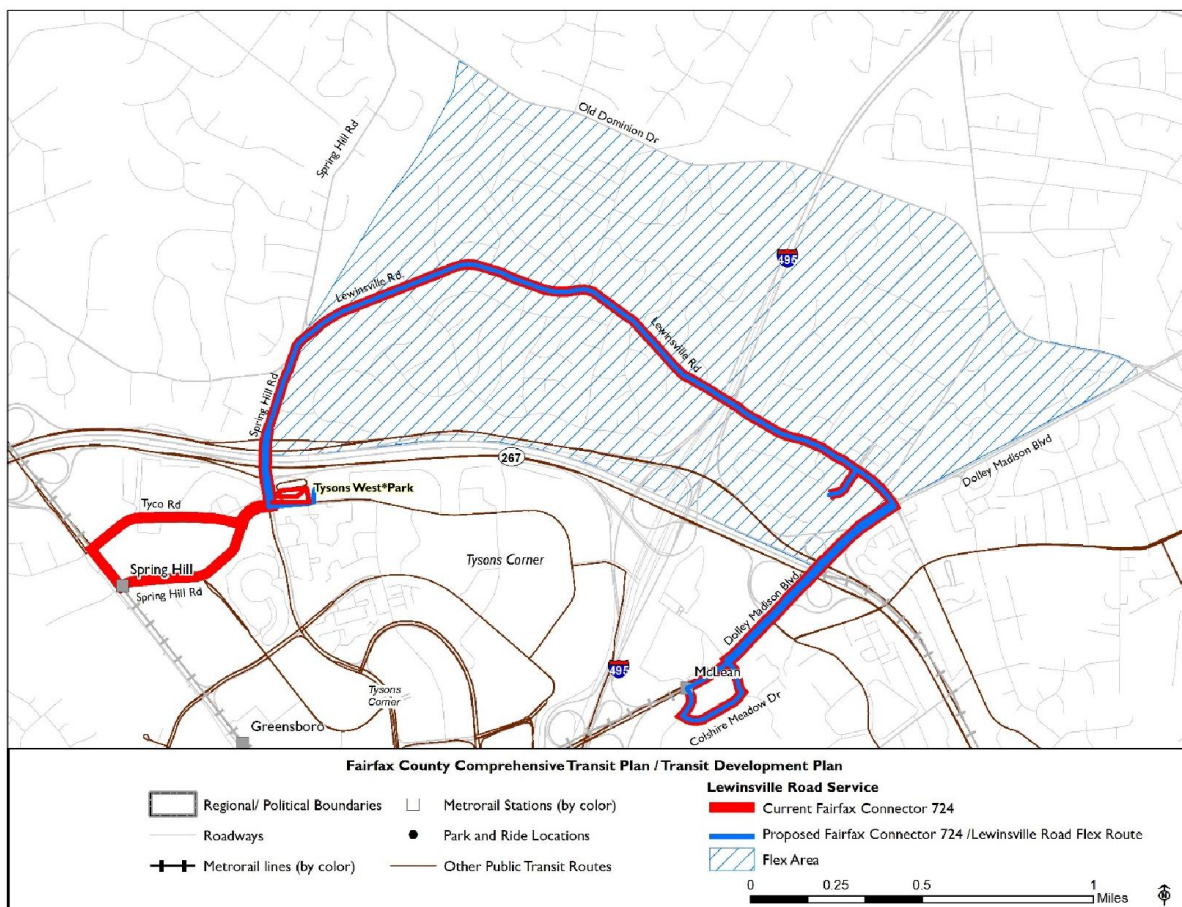 Old Dominion Dr
Spring Hill Rd
495
Lewinsville Rd.
Lewinsville Rd
Spring Hill Rd
Dolley Madison Blvd
267
Tysons West*Park
Tyco Rd
Tysons Corner
Spring Hill
Spring Hill Rd
Dolley Madison Blvd.
495
McLean
Tysons
Corner
Colshire Meadow Dr
Greensboro
Fairfax County Comprehensive Transit Plan / Transit Development Plan
Regional/ Political Boundaries
Metrorail Stations (by color)
Roadways
Park and Ride Locations
Metrorail lines (by color)
Other Public Transit Routes
Lewinsville Road Service
Current Fairfax Connector 724
Proposed Fairfax Connector 724 /Lewinsville Road Flex Route
Flex Area
0 0.25 0.5 1
Miles
N